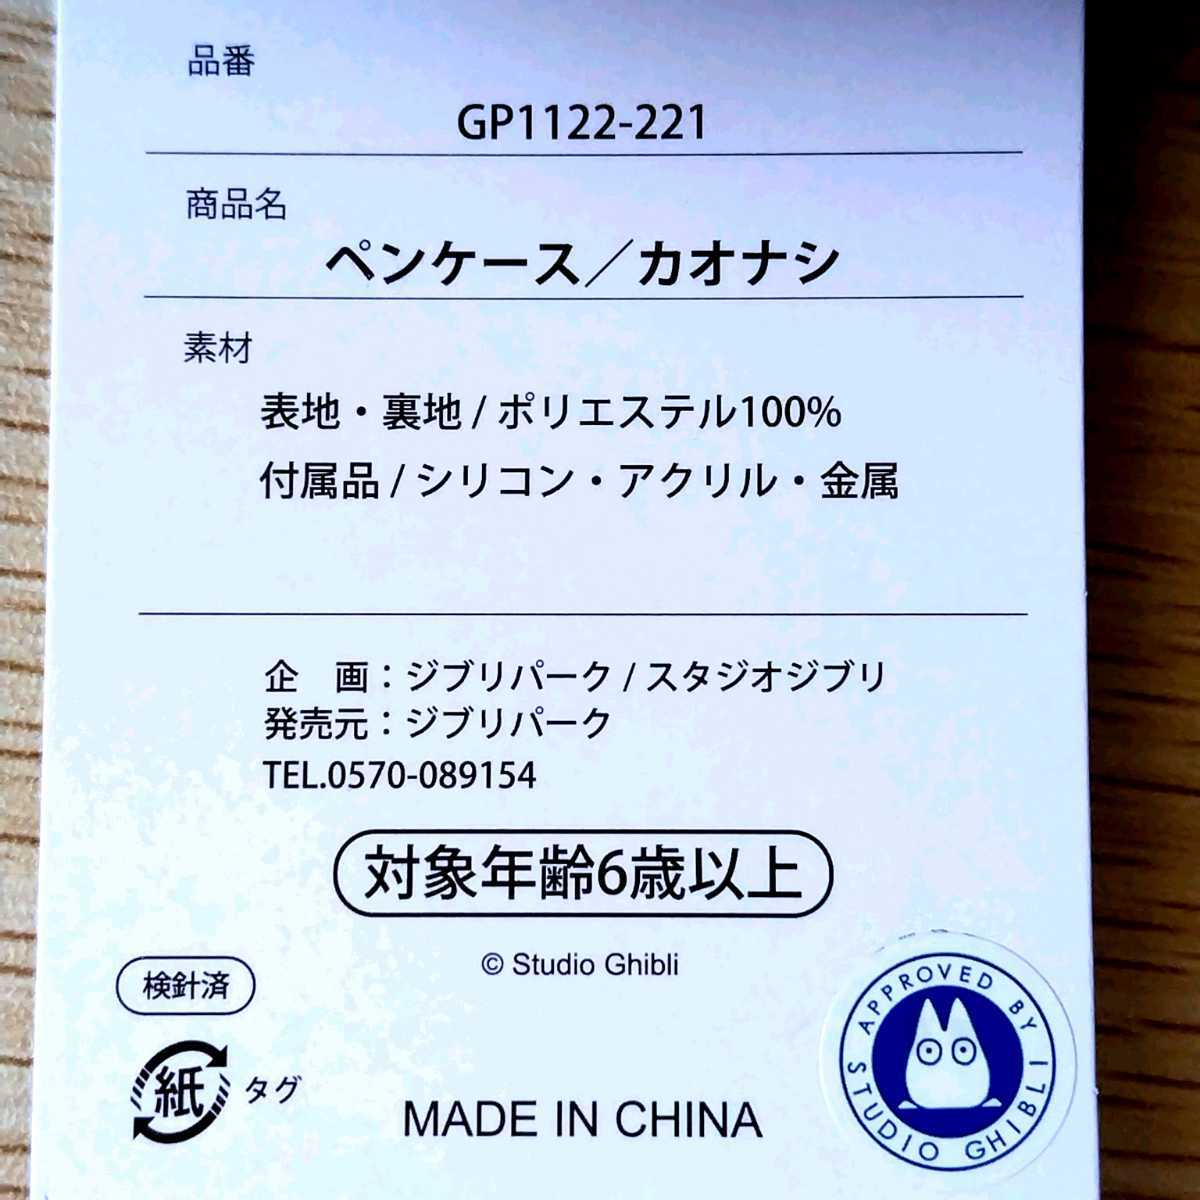 品番
GP1122-221
商品名
ペンケース／カオナシ
素材
表地・裏地 / ポリエステル100%
付属品 / シリコン・アクリル・金属
企　画：ジブリパーク / スタジオジブリ
発売元：ジブリパーク
TEL.0570-089154
対象年齢6歳以上
© Studio Ghibli
検針済
紙 タグ
MADE IN CHINA
APPROVED BY
STUDIO GHIBLI